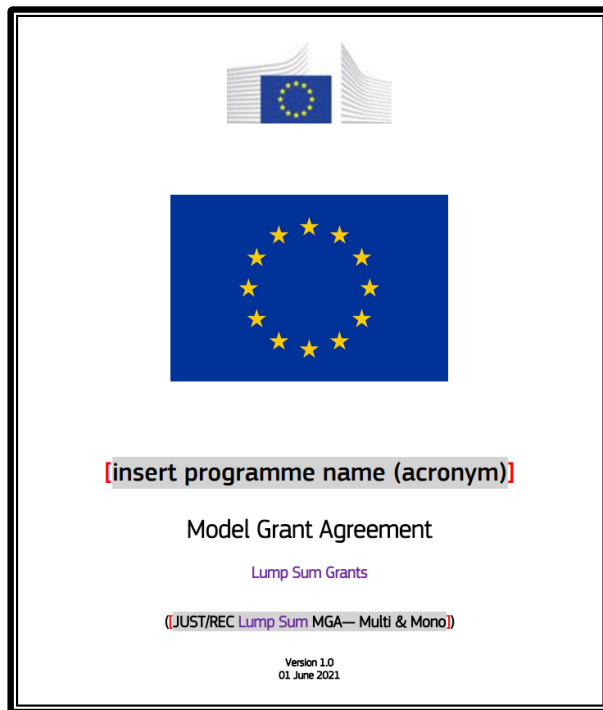 [insert programme name (acronym)]
Model Grant Agreement
Lump Sum Grants
([JUST/REC Lump Sum MGA— Multi & Mono])
Version 1.0
01 June 2021